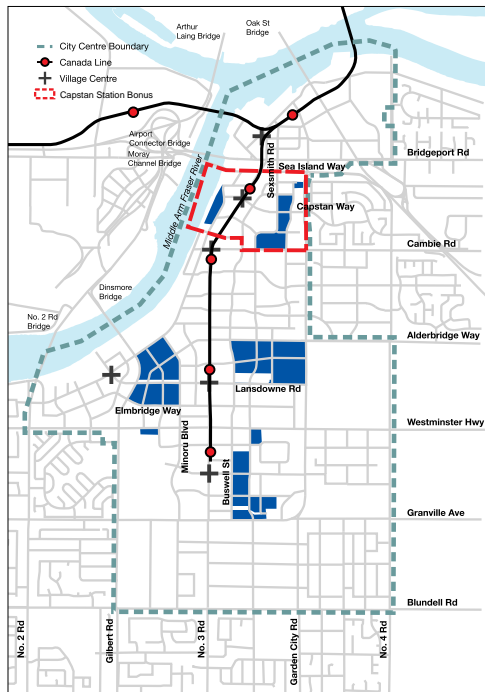 Arthur
Laing Bridge
Oak St
Bridge
City Centre Boundary
Canada Line
Village Centre
Capstan Station Bonus
Airport
Connector Bridge
Moray
Channel Bridge
Bridgeport Rd
Sea Island Way
Sexsmith Rd
Middle Arm Fraser River
Capstan Way
Cambie Rd
Dinsmore
Bridge
No. 2 Rd
Bridge
Alderbridge Way
Lansdowne Rd
Elmbridge Way
Westminster Hwy
Minoru Blvd
Buswell St
Granville Ave
Blundell Rd
No. 2 Rd
Gilbert Rd
No. 3 Rd
Garden City Rd
No. 4 Rd